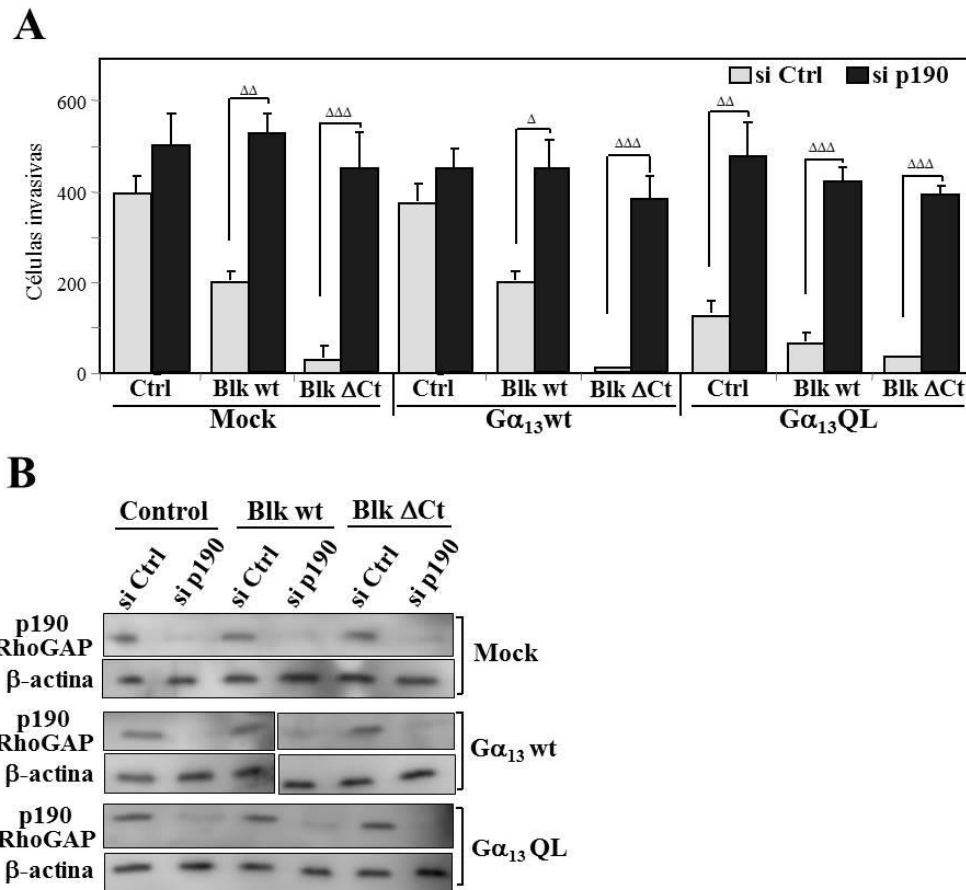 A
si Ctrl si p190
Células invasivas
600
400
200
0
ΔΔ
ΔΔΔ
Δ
ΔΔΔ
ΔΔ
ΔΔΔ
ΔΔΔ
Ctrl Blk wt Blk ΔCt Ctrl Blk wt Blk ΔCt Ctrl Blk wt Blk ΔCt
Mock Gα13wt Gα13QL
B
Control Blk wt Blk ΔCt
si Ctrl si p190 si Ctrl si p190 si Ctrl si p190
p190
RhoGAP
β-actina
Mock
p190
RhoGAP
β-actina
Gα13 wt
p190
RhoGAP
β-actina
Gα13 QL